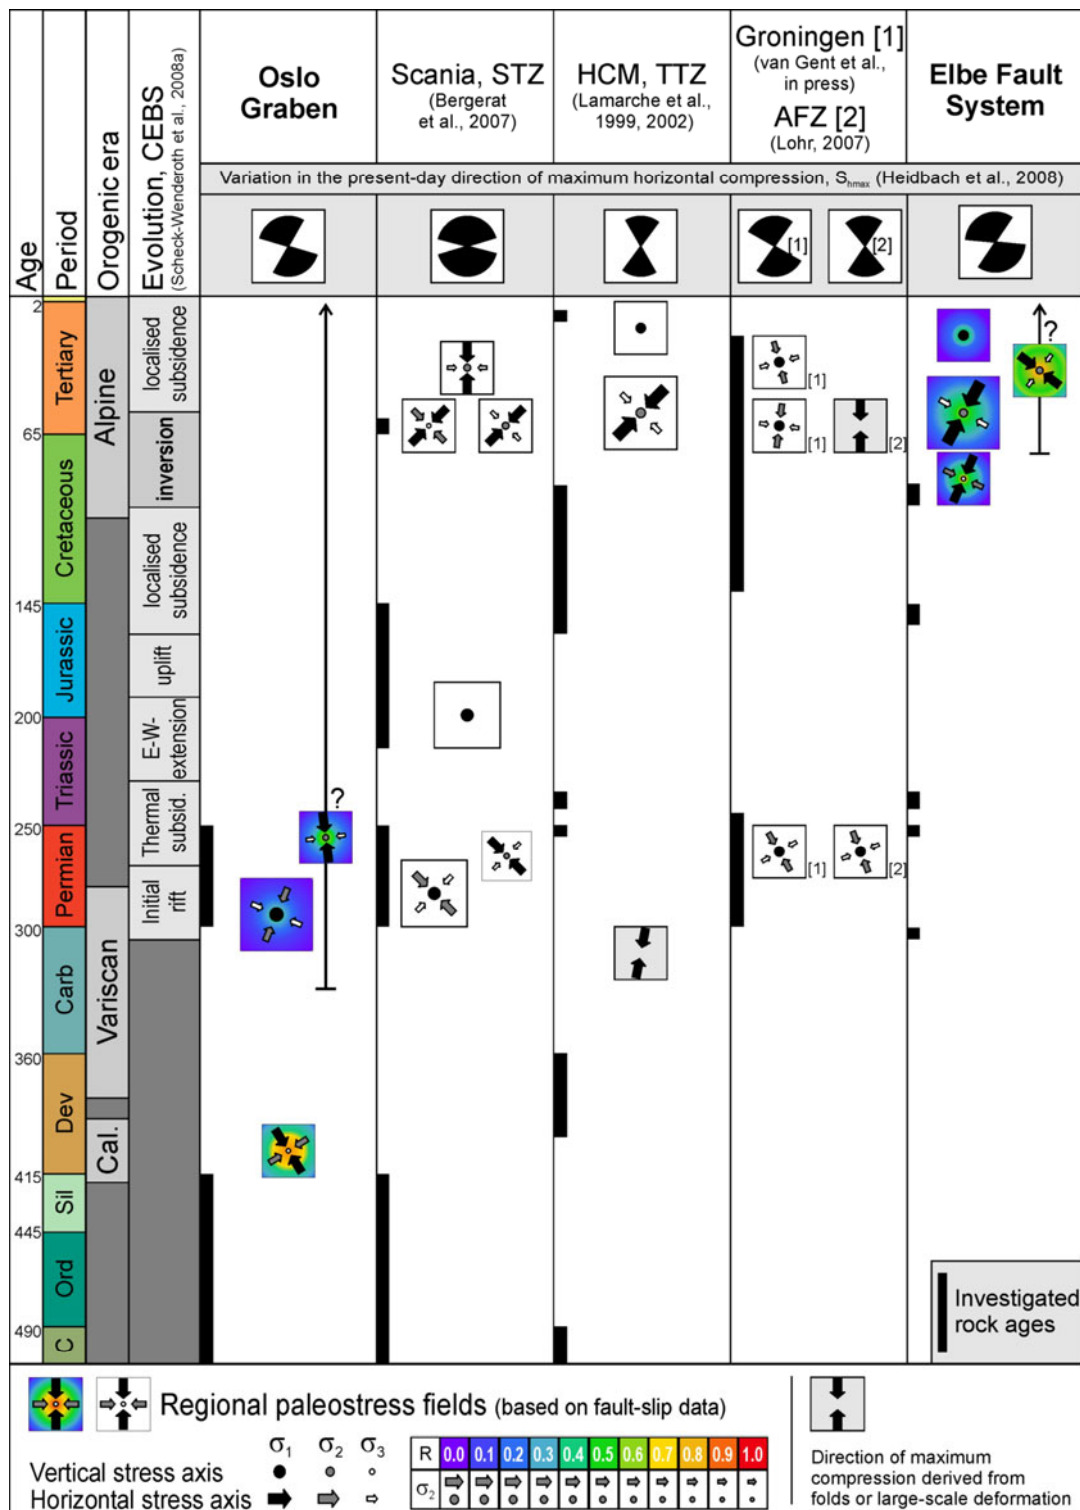 Age
Period
Orogenic era
Evolution, CEBS
(Scheck-Wenderoth et al., 2008a)
Oslo
Graben
Scania, STZ
(Bergerat
et al., 2007)
HCM, TTZ
(Lamarche et al.,
1999, 2002)
Groningen [1]
(van Gent et al.,
in press)
AFZ [2]
(Lohr, 2007)
Elbe Fault
System
Variation in the present-day direction of maximum horizontal compression, Shmax (Heidbach et al., 2008)
[1]
[2]
2
65
145
200
250
300
360
415
445
490
Tertiary
Cretaceous
Jurassic
Triassic
Permian
Carb
Dev
Sil
Ord
C
Alpine
Variscan
Cal.
localised
subsidence
inversion
localised
subsidence
uplift
E-W-
extension
Thermal
subsid.
Initial
rift
?
[1]
[1]
[2]
[1]
[2]
?
Investigated
rock ages
Regional paleostress fields (based on fault-slip data)
σ1 σ2 σ3
Vertical stress axis
Horizontal stress axis
R 0.0 0.1 0.2 0.3 0.4 0.5 0.6 0.7 0.8 0.9 1.0
σ2
Direction of maximum
compression derived from
folds or large-scale deformation